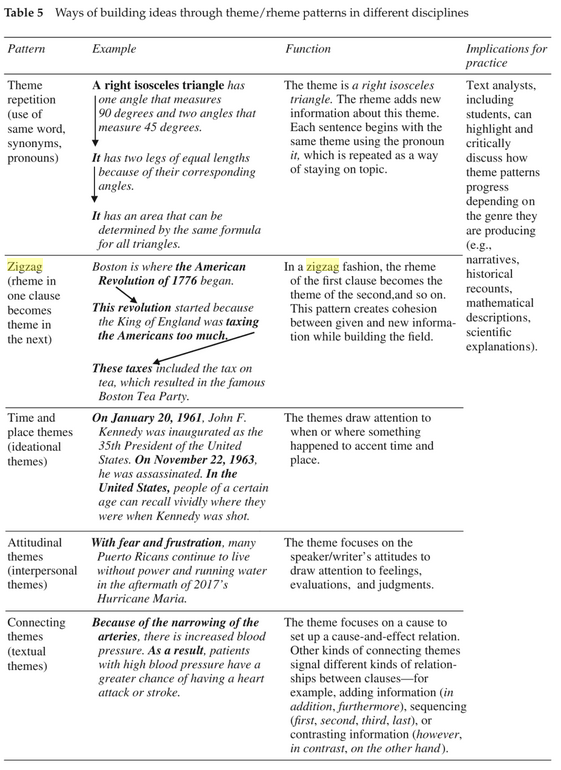 Table 5 Ways of building ideas through theme/rheme patterns in different disciplines
Pattern
Example
Function
Implications for
practice
Theme
repetition
(use of
same word,
synonyms,
pronouns)
A right isosceles triangle has
one angle that measures
90 degrees and two angles that
measure 45 degrees.
It has two legs of equal lengths
because of their corresponding
angles.
It has an area that can be
determined by the same formula
for all triangles.
The theme is a right isosceles
triangle. The rheme adds new
information about this theme.
Each sentence begins with the
same theme using the pronoun
it, which is repeated as a way
of staying on topic.
Text analysts,
including
students, can
highlight and
critically
discuss how
theme patterns
progress
depending on
the genre they
are producing
(e.g.,
narratives,
historical
recounts,
mathematical
descriptions,
scientific
explanations).
Zigzag
(rheme in
one clause
becomes
theme in
the next)
Boston is where the American
Revolution of 1776 began.
This revolution started because
the King of England was taxing
the Americans too much.
These taxes included the tax on
tea, which resulted in the famous
Boston Tea Party.
In a zigzag fashion, the rheme
of the first clause becomes the
theme of the second,and so on.
This pattern creates cohesion
between given and new informa-
tion while building the field.
Time and
place themes
(ideational
themes)
On January 20, 1961, John F.
Kennedy was inaugurated as the
35th President of the United
States. On November 22, 1963,
he was assassinated. In the
United States, people of a certain
age can recall vividly where they
were when Kennedy was shot.
The themes draw attention to
when or where something
happened to accent time and
place.
Attitudinal
themes
(interpersonal
themes)
With fear and frustration, many
Puerto Ricans continue to live
without power and running water
in the aftermath of 2017's
Hurricane Maria.
The theme focuses on the
speaker/writer's attitudes to
draw attention to feelings,
evaluations, and judgments.
Connecting
themes
(textual
themes)
Because of the narrowing of the
arteries, there is increased blood
pressure. As a result, patients
with high blood pressure have a
greater chance of having a heart
attack or stroke.
The theme focuses on a cause to
set up a cause-and-effect relation.
Other kinds of connecting themes
signal different kinds of relation-
ships between clauses—for
example, adding information (in
addition, furthermore), sequencing
(first, second, third, last), or
contrasting information (however,
in contrast, on the other hand).